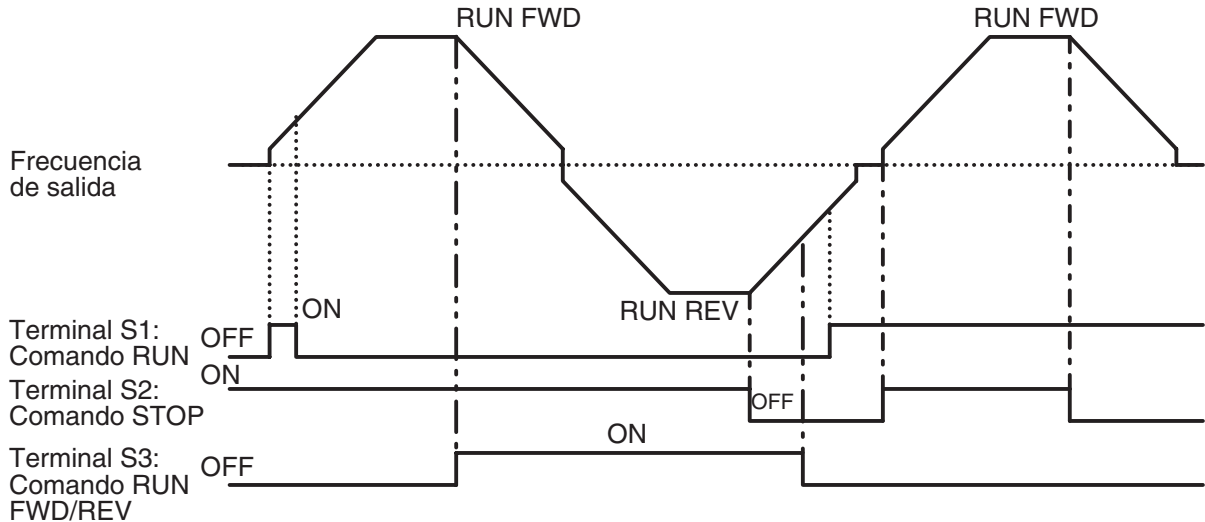 RUN FWD
RUN FWD
Frecuencia
de salida
RUN REV
ON
Terminal S1:
OFF
Comando RUN
ON
Terminal S2:
Comando STOP
OFF
ON
Terminal S3:
OFF
Comando RUN
FWD/REV